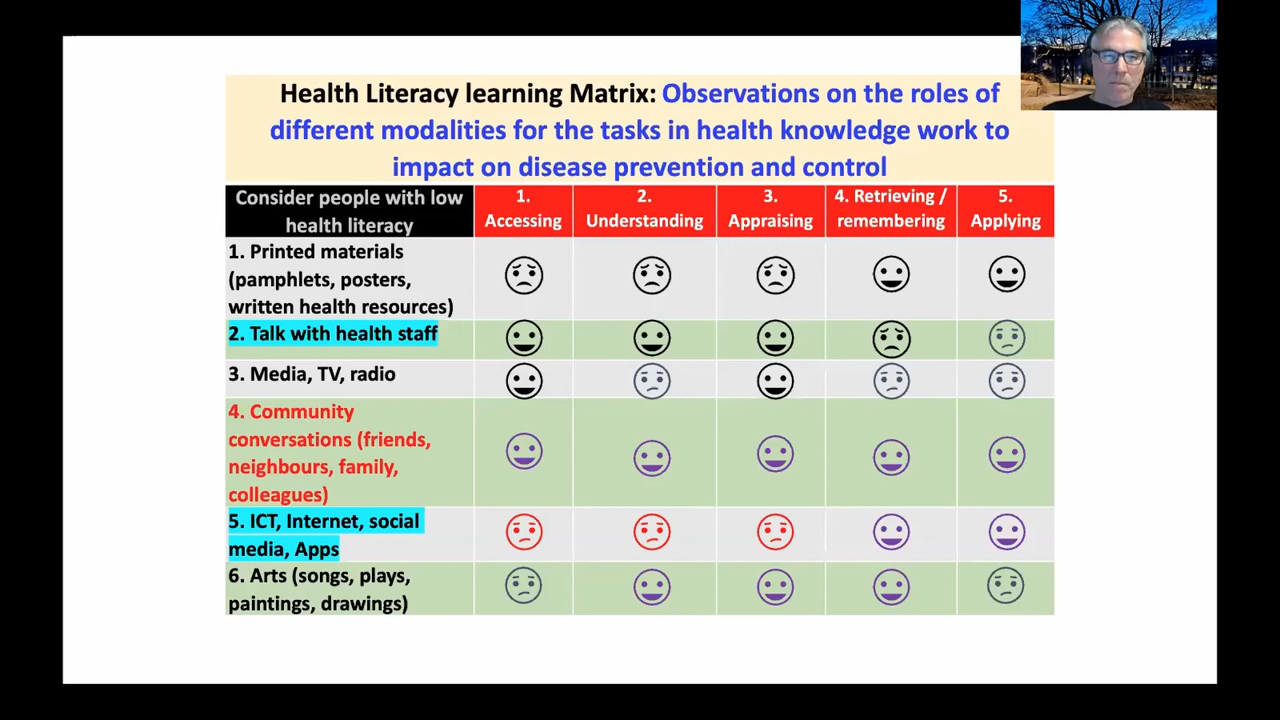 Health Literacy learning Matrix: Observations on the roles of
different modalities for the tasks in health knowledge work to
impact on disease prevention and control
Consider people with low
health literacy
1.
Accessing
2.
Understanding
3.
Appraising
4. Retrieving /
remembering
5.
Applying
1. Printed materials
(pamphlets, posters,
written health resources)
2. Talk with health staff
3. Media, TV, radio
4. Community
conversations (friends,
neighbours, family,
colleagues)
5. ICT, Internet, social
media, Apps
6. Arts (songs, plays,
paintings, drawings)